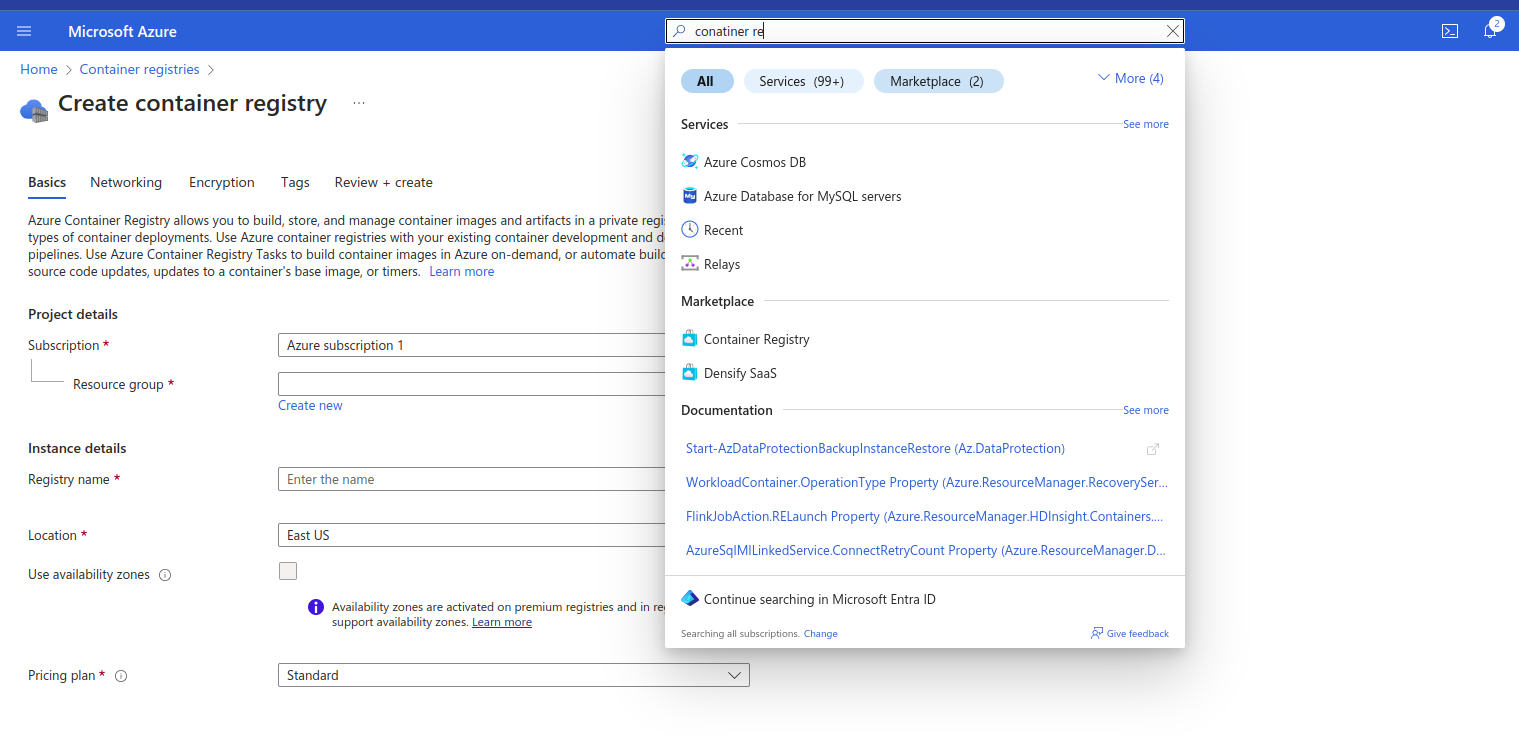 Microsoft Azure
conatiner re
2
Home > Container registries >
Create container registry ...
Basics Networking Encryption Tags Review + create
Azure Container Registry allows you to build, store, and manage container images and artifacts in a private
types of container deployments. Use Azure container registries with your existing container development and
pipelines. Use Azure Container Registry Tasks to build container images in Azure on-demand, or automate
source code updates, updates to a container's base image, or timers. Learn more
Project details
Subscription *
Azure subscription 1
Resource group *
Create new
Instance details
Registry name *
Enter the name
Location *
East US
Use availability zones
Availability zones are activated on premium registries and in
support availability zones. Learn more
Pricing plan *
Standard
All Services (99+) Marketplace (2) More (4)
Services See more
Azure Cosmos DB
Azure Database for MySQL servers
Recent
Relays
Marketplace
Container Registry
Densify SaaS
Documentation See more
Start-AzDataProtectionBackupInstanceRestore (Az.DataProtection)
WorkloadContainer.OperationType Property (Azure.ResourceManager.RecoverySer...
FlinkJobAction.RELaunch Property (Azure.ResourceManager.HDInsight.Containers....
AzureSqlMILinkedService.ConnectRetryCount Property (Azure.ResourceManager.D...
Continue searching in Microsoft Entra ID
Searching all subscriptions. Change Give feedback